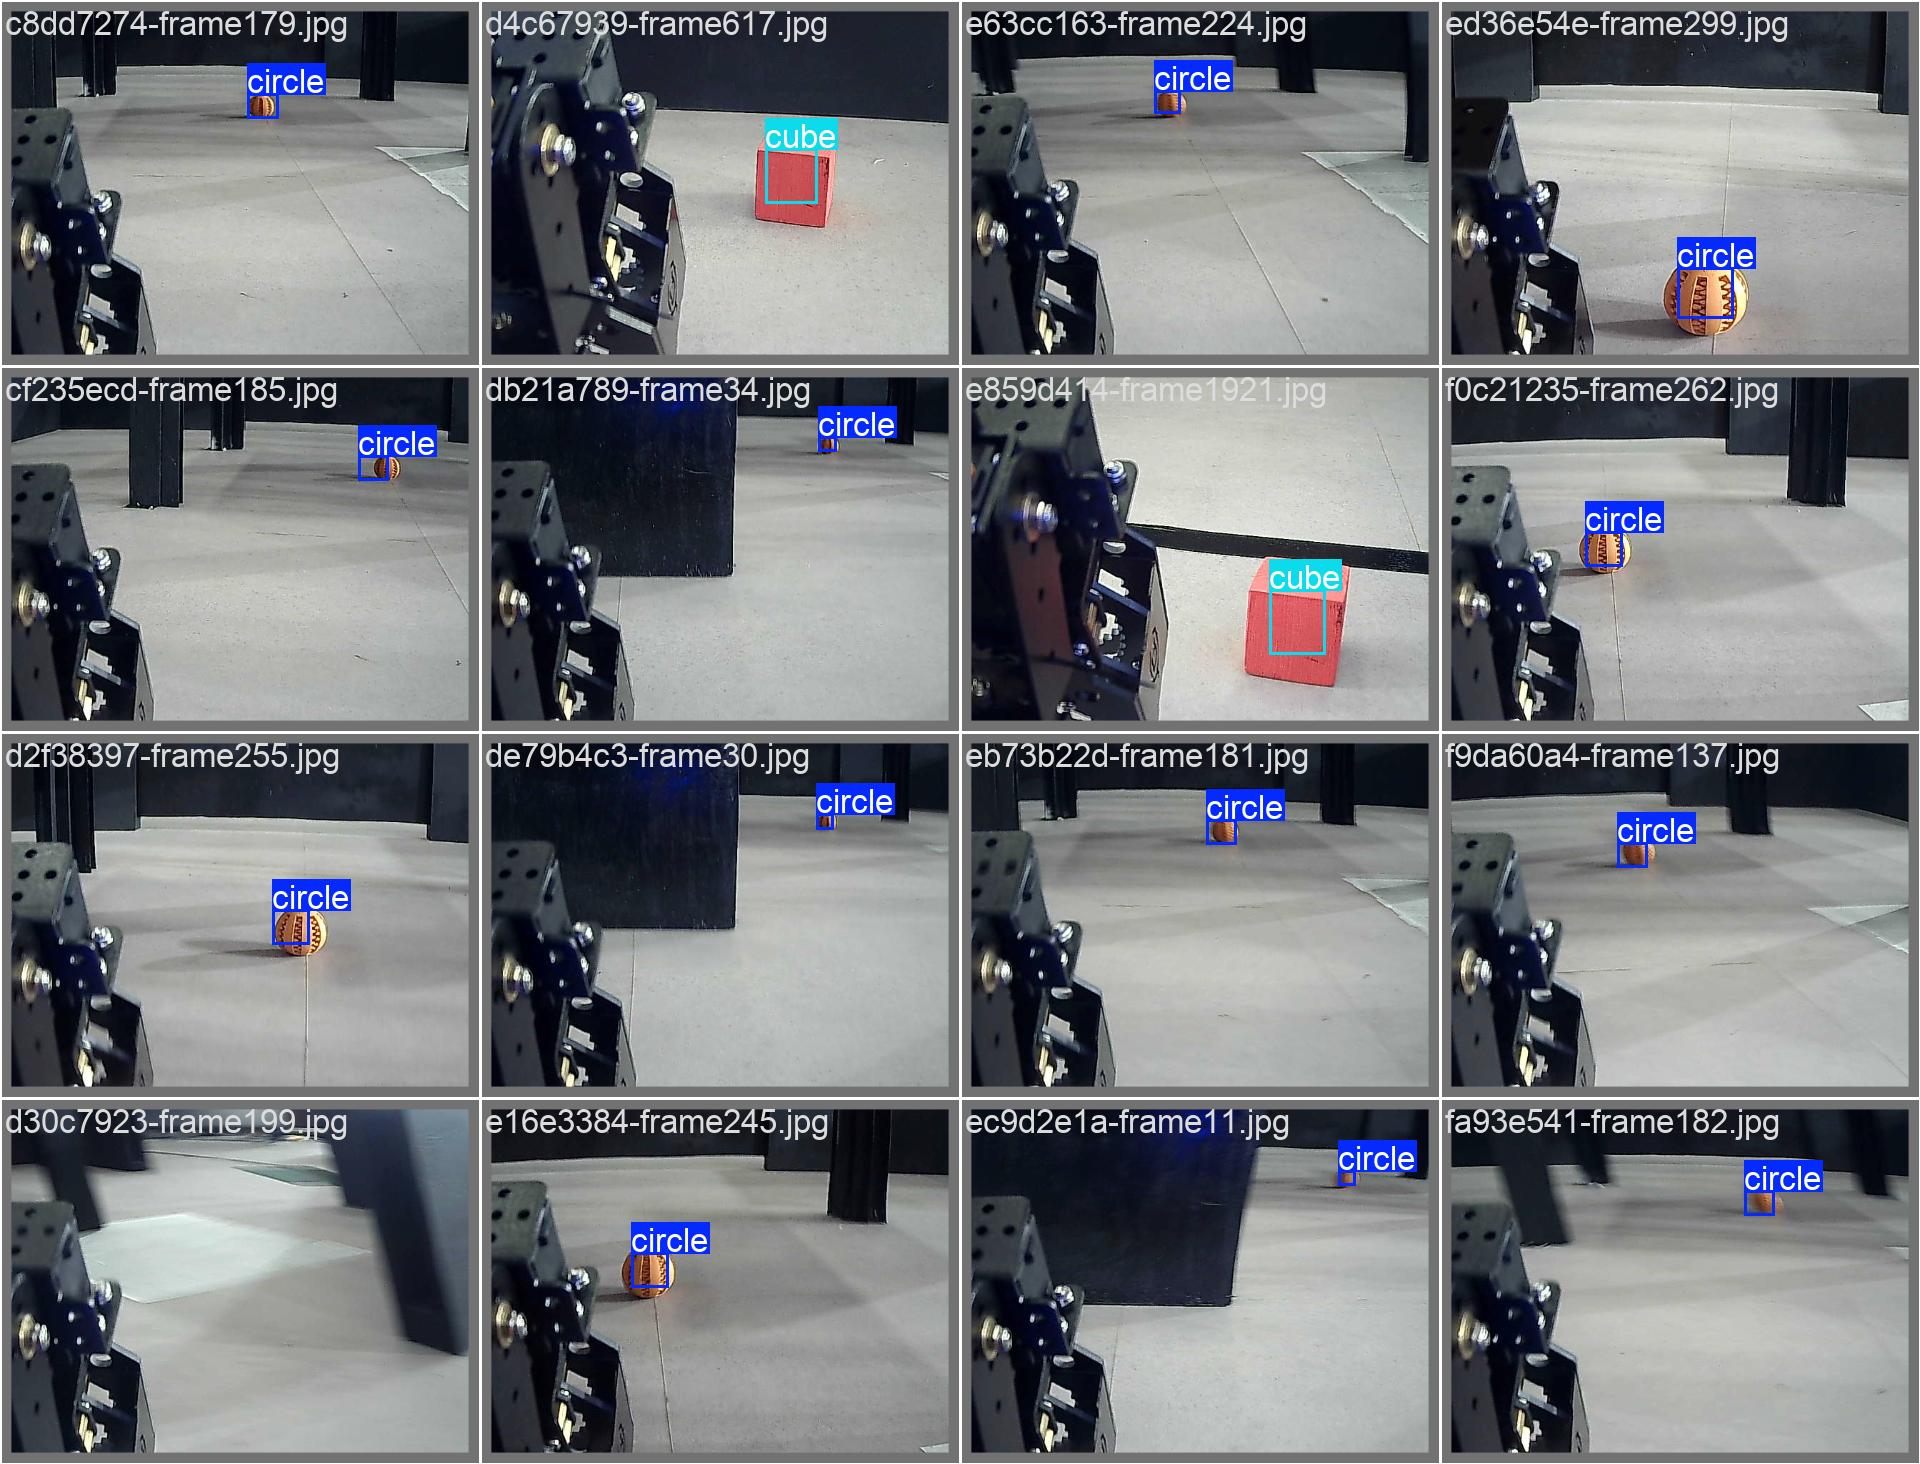 c8dd7274-frame179.jpg
circle
d4c67939-frame617.jpg
cube
e63cc163-frame224.jpg
circle
ed36e54e-frame299.jpg
circle
cf235ecd-frame185.jpg
circle
db21a789-frame34.jpg
circle
e859d414-frame1921.jpg
cube
f0c21235-frame262.jpg
circle
d2f38397-frame255.jpg
circle
de79b4c3-frame30.jpg
circle
eb73b22d-frame181.jpg
circle
f9da60a4-frame137.jpg
circle
d30c7923-frame199.jpg
e16e3384-frame245.jpg
circle
ec9d2e1a-frame11.jpg
circle
fa93e541-frame182.jpg
circle